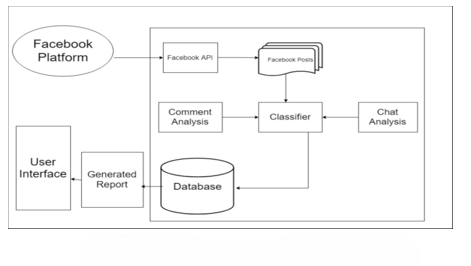 Facebook
Platform
Facebook API
Facebook Posts
Comment
Analysis
Classifier
Chat
Analysis
User
Interface
Generated
Report
Database